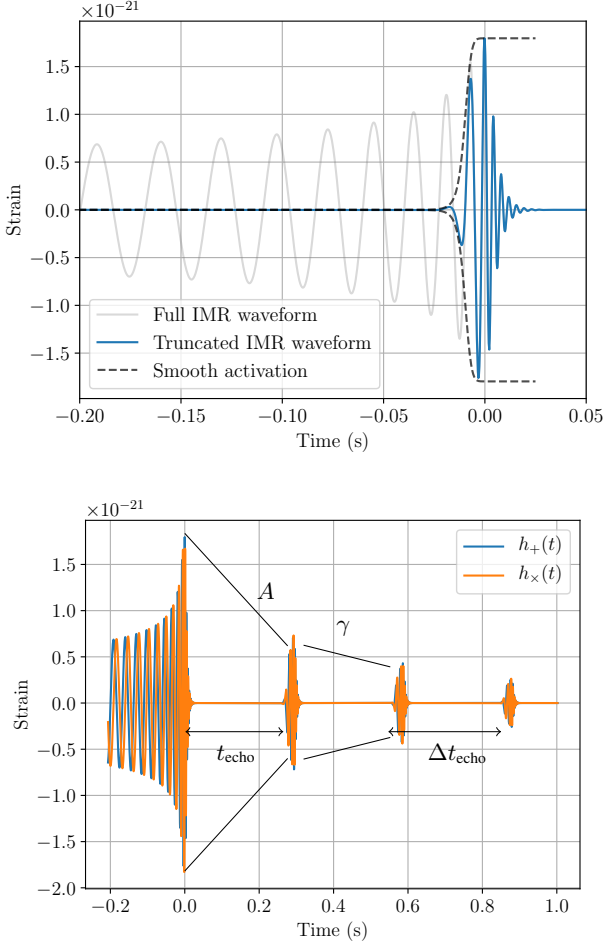 ×10⁻²¹
1.5
1.0
0.5
0.0
−0.5
−1.0
−1.5
Strain
Full IMR waveform
Truncated IMR waveform
Smooth activation
−0.20 −0.15 −0.10 −0.05 0.00 0.05
Time (s)
×10⁻²¹
1.5
1.0
0.5
0.0
−0.5
−1.0
−1.5
−2.0
Strain
h₊(t)
hₓ(t)
A
γ
t_echo
Δt_echo
−0.2 0.0 0.2 0.4 0.6 0.8 1.0
Time (s)